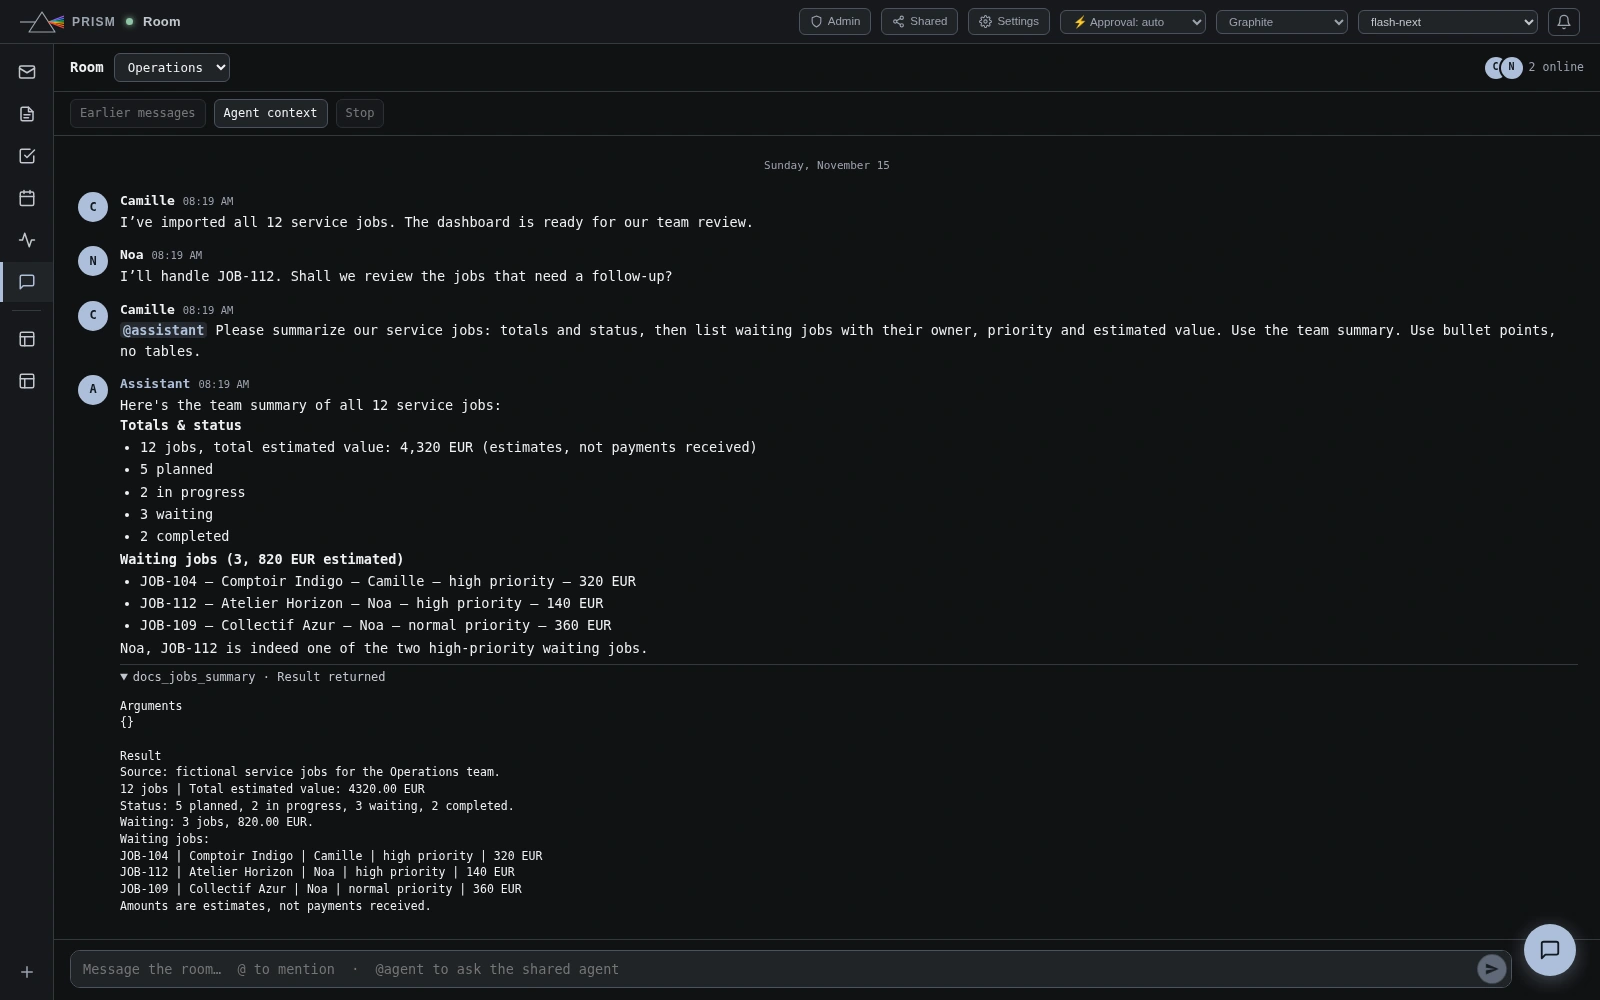 PRISM Room
Admin Shared Settings ⚡ Approval: auto Graphite flash-next
Room Operations
C N 2 online
Earlier messages Agent context Stop
Sunday, November 15
C Camille 08:19 AM
I’ve imported all 12 service jobs. The dashboard is ready for our team review.
N Noa 08:19 AM
I’ll handle JOB-112. Shall we review the jobs that need a follow-up?
C Camille 08:19 AM
@assistant Please summarize our service jobs: totals and status, then list waiting jobs with their owner, priority and estimated value. Use the team summary. Use bullet points,
no tables.
A Assistant 08:19 AM
Here's the team summary of all 12 service jobs:
Totals & status
• 12 jobs, total estimated value: 4,320 EUR (estimates, not payments received)
• 5 planned
• 2 in progress
• 3 waiting
• 2 completed
Waiting jobs (3, 820 EUR estimated)
• JOB-104 — Comptoir Indigo — Camille — high priority — 320 EUR
• JOB-112 — Atelier Horizon — Noa — high priority — 140 EUR
• JOB-109 — Collectif Azur — Noa — normal priority — 360 EUR
Noa, JOB-112 is indeed one of the two high-priority waiting jobs.
▼ docs_jobs_summary · Result returned
Arguments
{}
Result
Source: fictional service jobs for the Operations team.
12 jobs | Total estimated value: 4320.00 EUR
Status: 5 planned, 2 in progress, 3 waiting, 2 completed.
Waiting: 3 jobs, 820.00 EUR.
Waiting jobs:
JOB-104 | Comptoir Indigo | Camille | high priority | 320 EUR
JOB-112 | Atelier Horizon | Noa | high priority | 140 EUR
JOB-109 | Collectif Azur | Noa | normal priority | 360 EUR
Amounts are estimates, not payments received.
Message the room… @ to mention · @agent to ask the shared agent